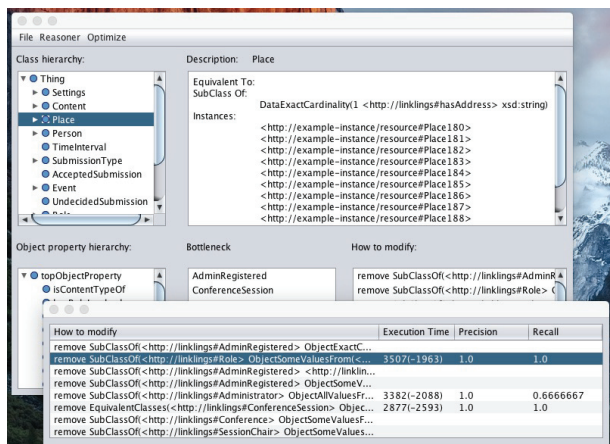 File Reasoner Optimize
Class hierarchy:
Description: Place
Thing
Settings
Content
Place
Person
TimeInterval
SubmissionType
AcceptedSubmission
Event
UndecidedSubmission
Equivalent To:
SubClass Of:
DataExactCardinality(1 <http://linklings#hasAddress> xsd:string)
Instances:
<http://example-instance/resource#Place180>
<http://example-instance/resource#Place181>
<http://example-instance/resource#Place182>
<http://example-instance/resource#Place183>
<http://example-instance/resource#Place184>
<http://example-instance/resource#Place185>
<http://example-instance/resource#Place186>
<http://example-instance/resource#Place187>
<http://example-instance/resource#Place188>
Object property hierarchy:
Bottleneck
How to modify:
topObjectProperty
isContentTypeOf
AdminRegistered
ConferenceSession
remove SubClassOf(<http://linklings#AdminR
remove SubClassOf(<http://linklings#Role>
How to modify Execution Time Precision Recall
remove SubClassOf(<http://linklings#AdminRegistered> ObjectExactC...
remove SubClassOf(<http://linklings#Role> ObjectSomeValuesFrom(<... 3507(-1963) 1.0 1.0
remove SubClassOf(<http://linklings#AdminRegistered> <http://linklin...
remove SubClassOf(<http://linklings#AdminRegistered> ObjectSomeV...
remove SubClassOf(<http://linklings#Administrator> ObjectAllValuesFr... 3382(-2088) 1.0 0.6666667
remove EquivalentClasses(<http://linklings#ConferenceSession> Objec... 2877(-2593) 1.0 1.0
remove SubClassOf(<http://linklings#Conference> ObjectSomeValuesF...
remove SubClassOf(<http://linklings#SessionChair> ObjectSomeValues...